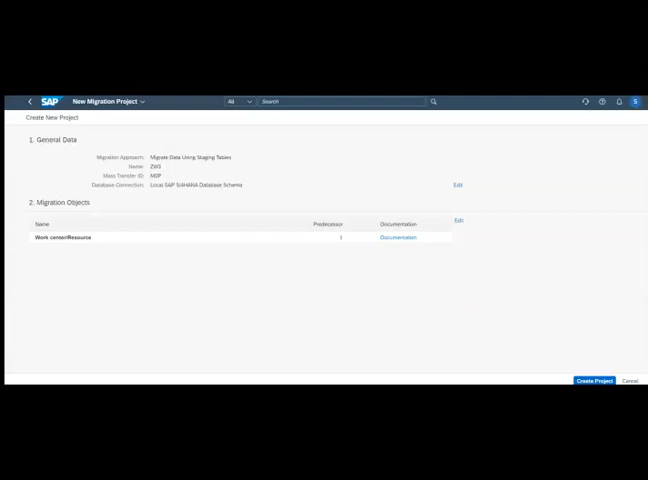 SAP New Migration Project All Search S
Create New Project
1. General Data
Migration Approach: Migrate Data Using Staging Tables
Name: ZW3
Mass Transfer ID: M0P
Database Connection: Local SAP S/4HANA Database Schema Edit
2. Migration Objects
Edit
Name Predecessor Documentation
Work center/Resource 1 Documentation
Create Project Cancel